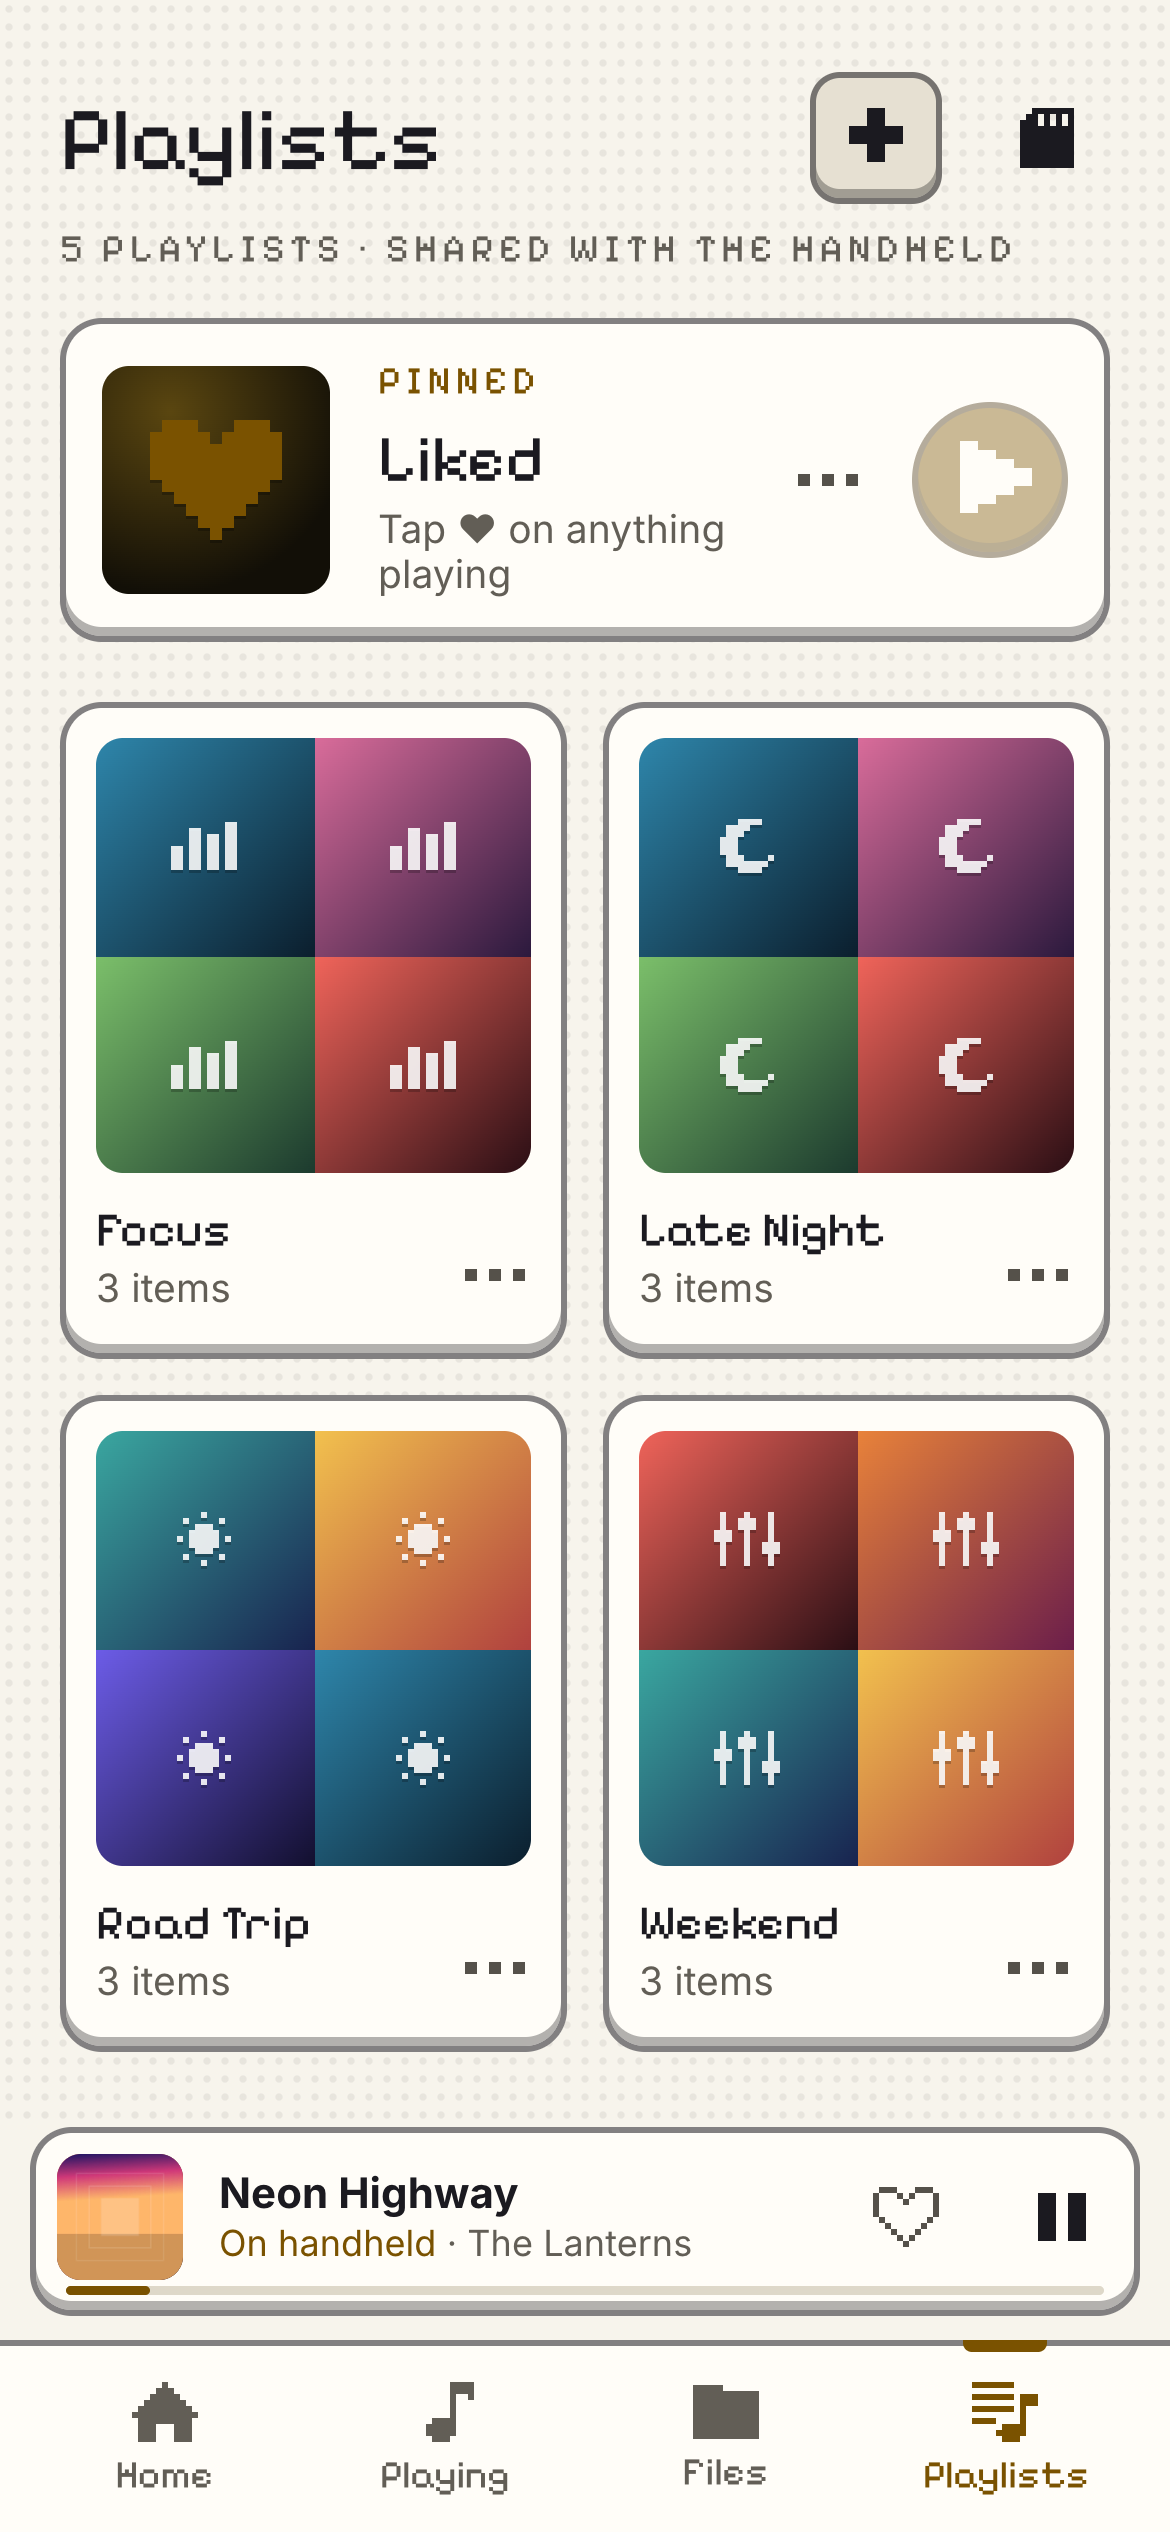 Playlists
5 PLAYLISTS · SHARED WITH THE HANDHELD
PINNED
Liked
Tap ♥ on anything
playing
Focus
3 items
Late Night
3 items
Road Trip
3 items
Weekend
3 items
Neon Highway
On handheld · The Lanterns
Home
Playing
Files
Playlists